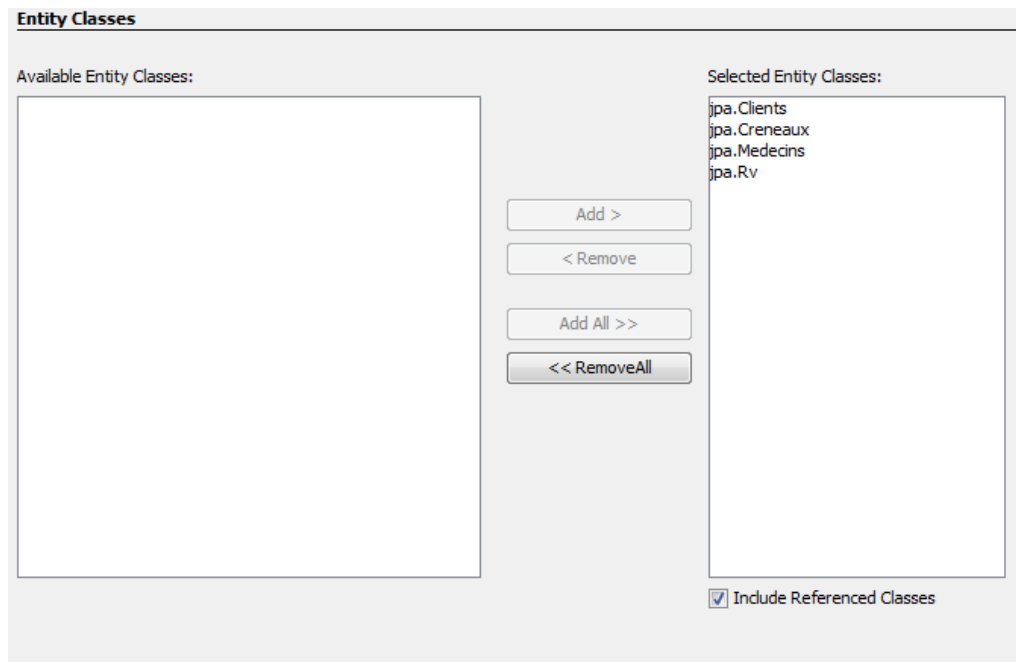 Entity Classes
Available Entity Classes:
Selected Entity Classes:
jpa.Clients
jpa.Creneaux
jpa.Medecins
jpa.Rv
Add >
< Remove
Add All >>
<< RemoveAll
Include Referenced Classes